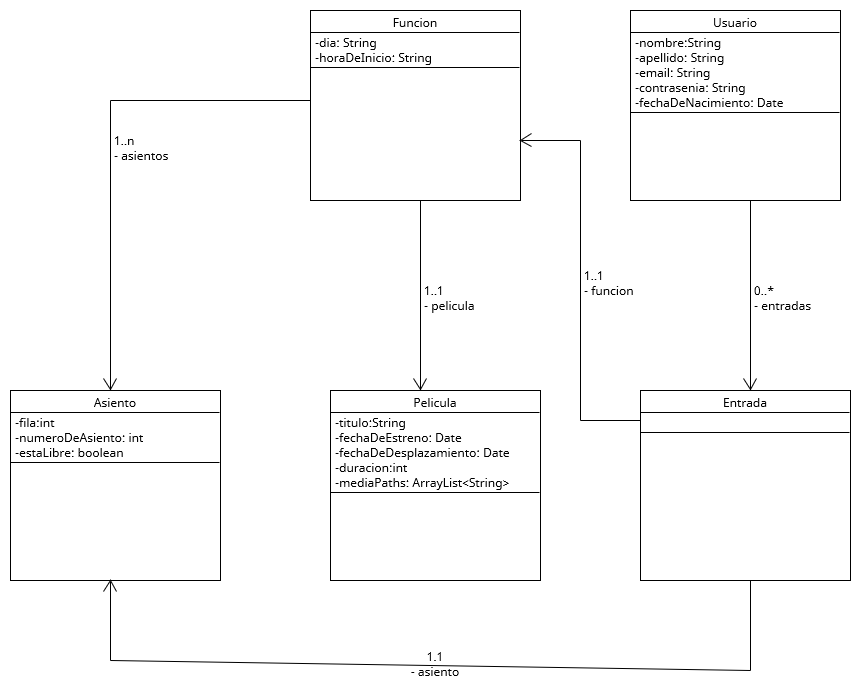 Funcion
-dia: String
-horaDeInicio: String
Usuario
-nombre:String
-apellido: String
-email: String
-contrasenia: String
-fechaDeNacimiento: Date
1..n
- asientos
1..1
- pelicula
1..1
- funcion
0..*
- entradas
Asiento
-fila:int
-numeroDeAsiento: int
-estaLibre: boolean
Pelicula
-titulo:String
-fechaDeEstreno: Date
-fechaDeDesplazamiento: Date
-duracion:int
-mediaPaths: ArrayList<String>
Entrada
1.1
- asiento